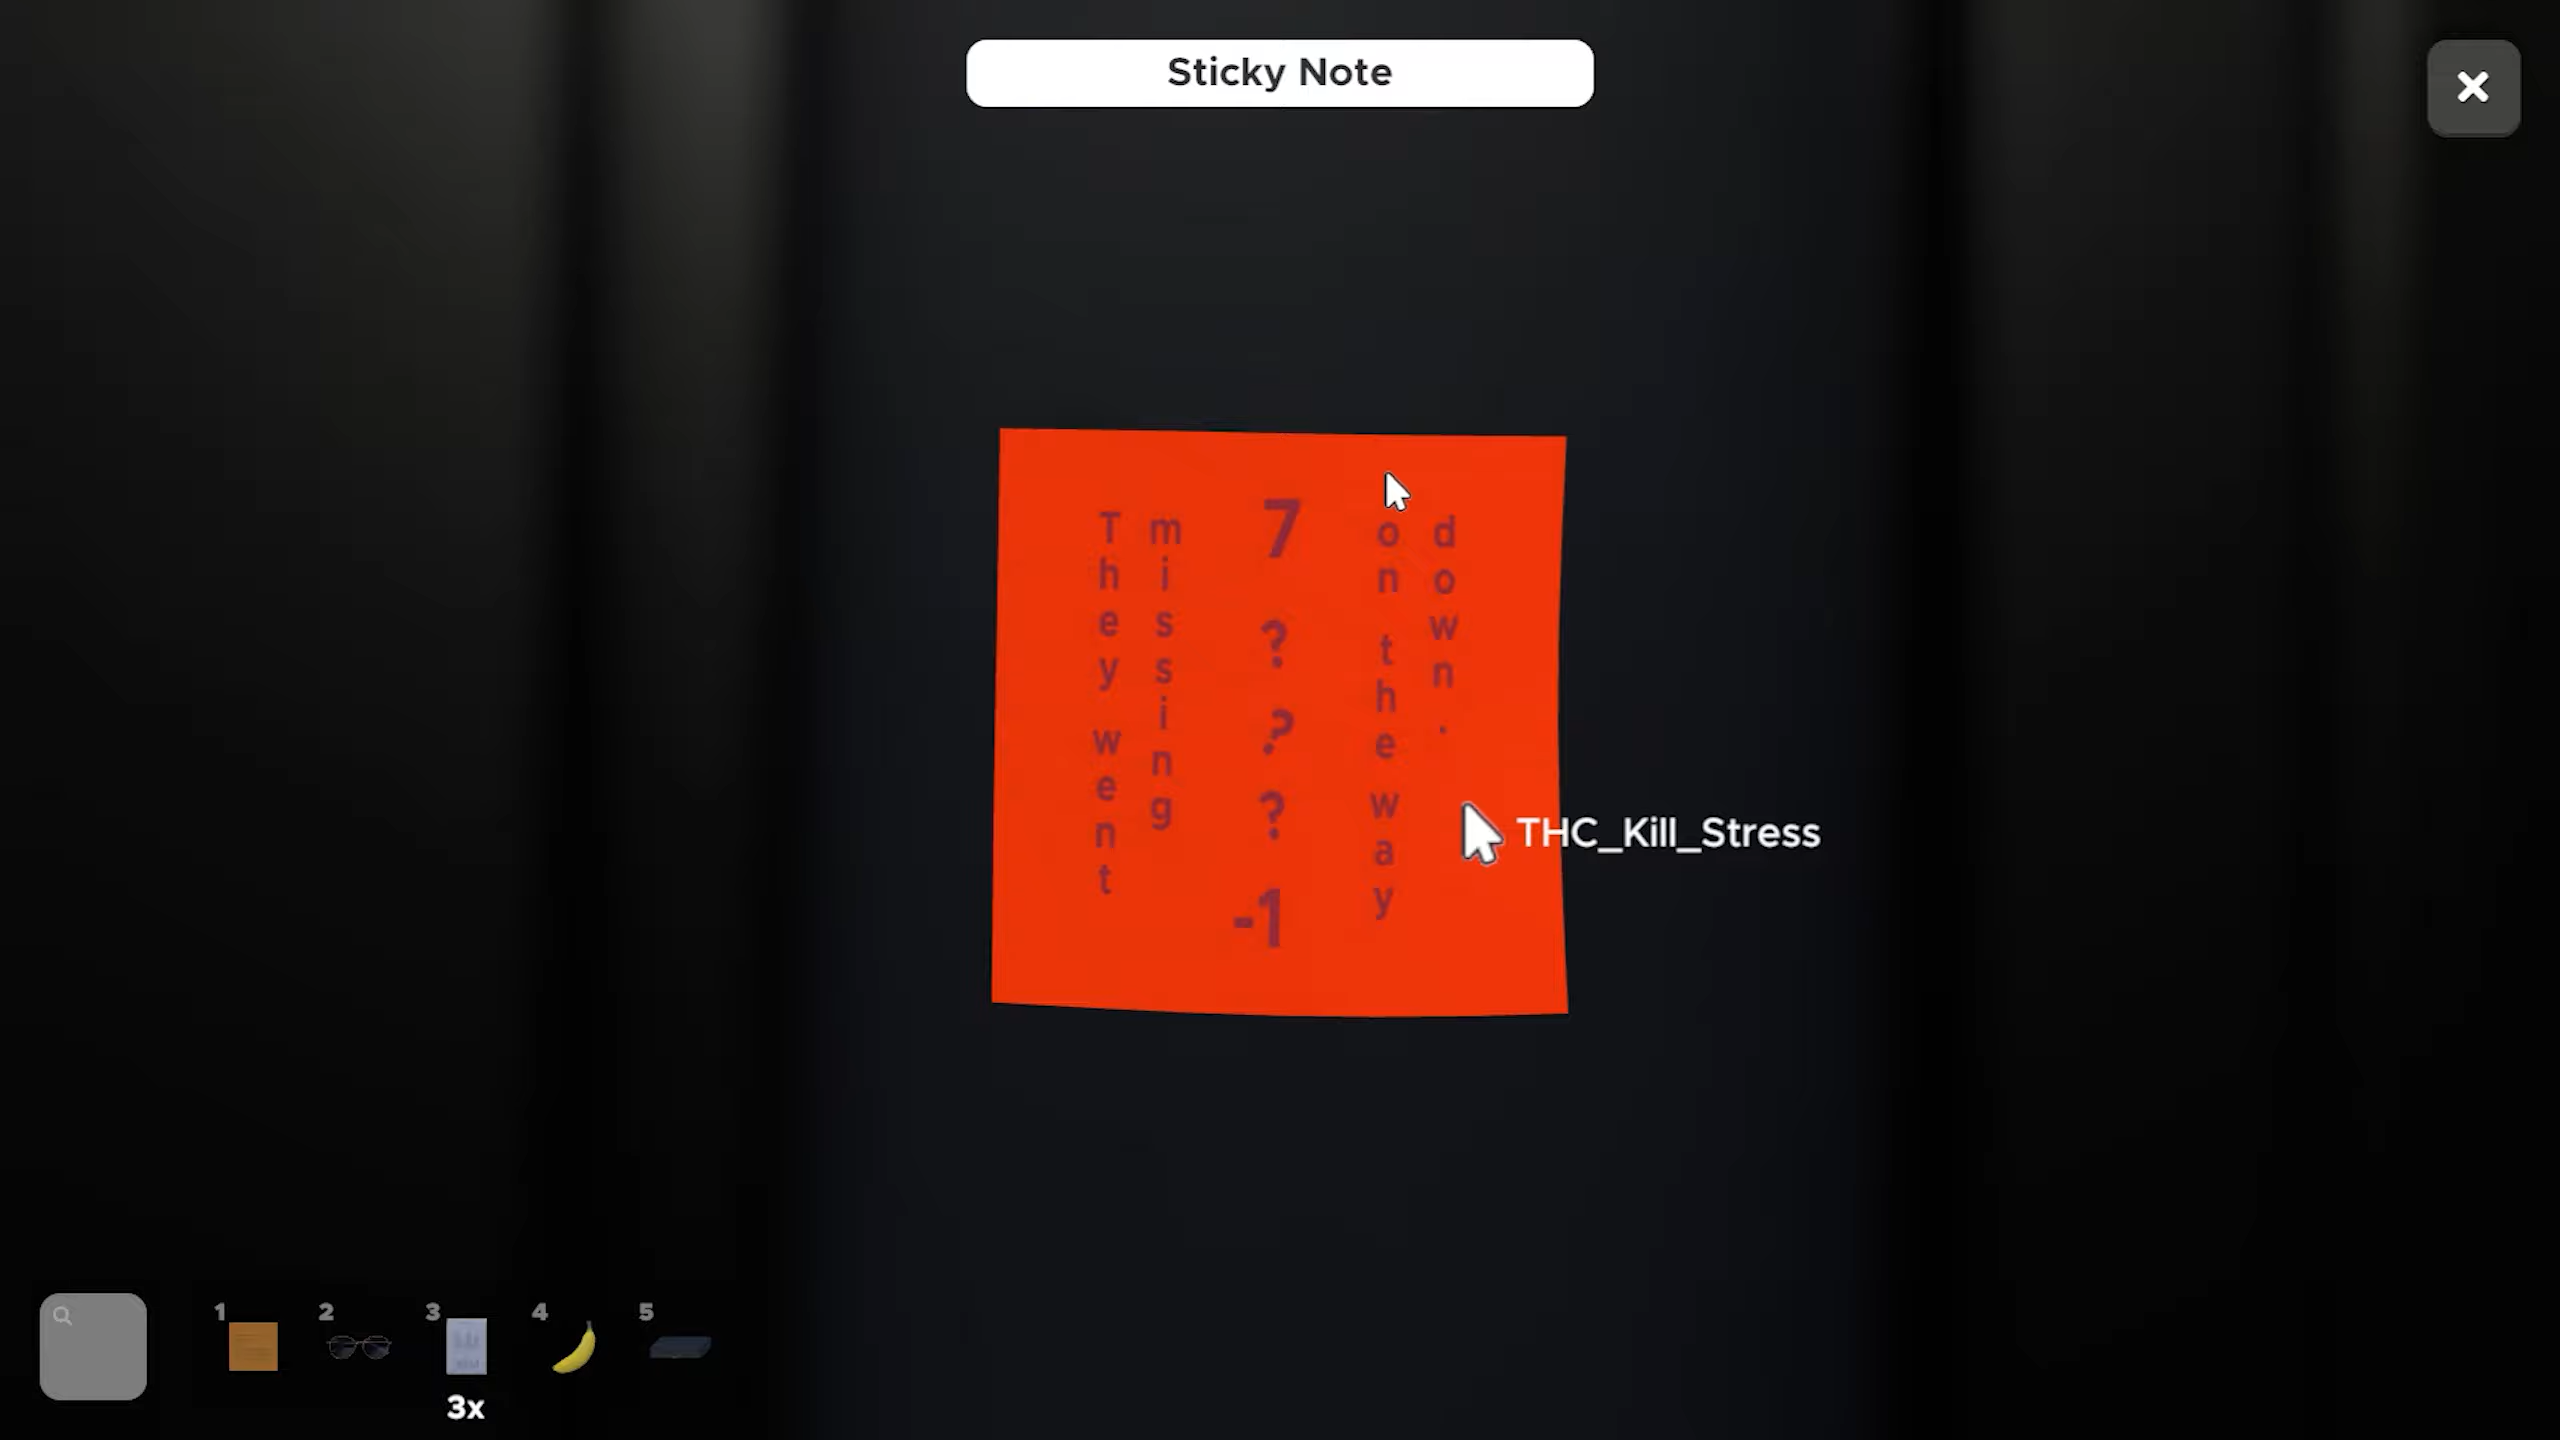 Sticky Note
They went
missing
7
?
?
?
-1
on the way
down.
THC_Kill_Stress
1
2
3
4
5
3x